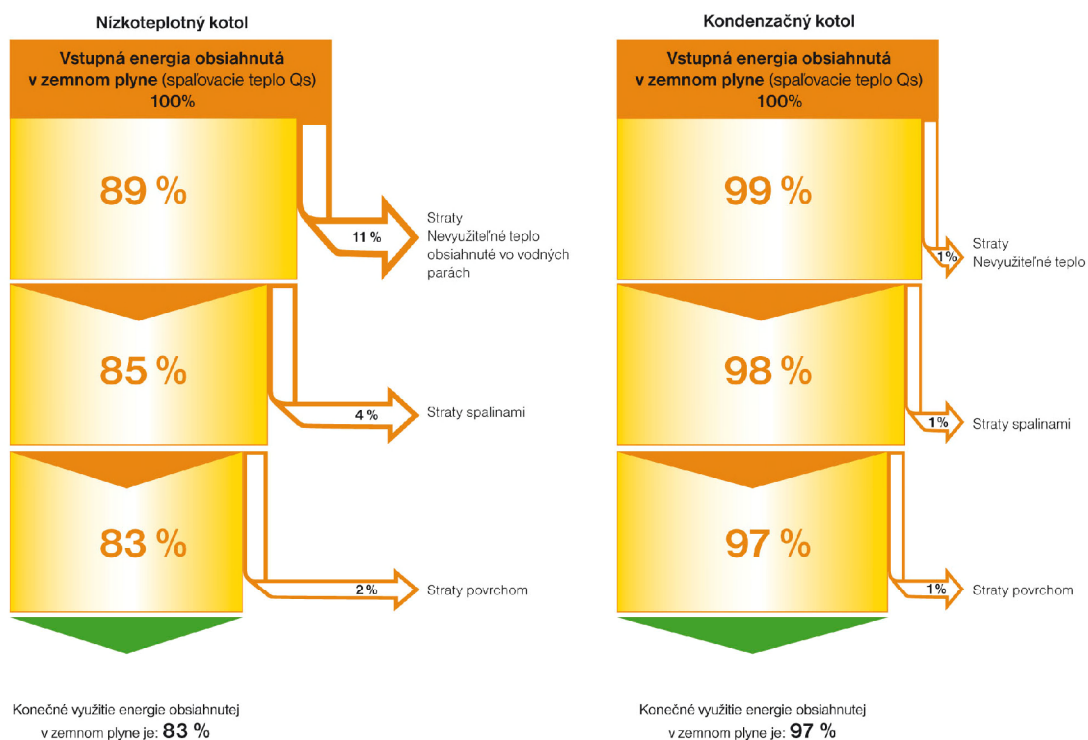 Nízkoteplotný kotol
Vstupná energia obsiahnutá
v zemnom plyne (spaľovacie teplo Qs)
100%
89 %
11 %
Straty
Nevyužiteľné teplo
obsiahnuté vo vodných
parách
85 %
4 %
Straty spalinami
83 %
2 %
Straty povrchom
Konečné využitie energie obsiahnutej
v zemnom plyne je: 83 %
Kondenzačný kotol
Vstupná energia obsiahnutá
v zemnom plyne (spaľovacie teplo Qs)
100%
99 %
1%
Straty
Nevyužiteľné teplo
98 %
1%
Straty spalinami
97 %
1%
Straty povrchom
Konečné využitie energie obsiahnutej
v zemnom plyne je: 97 %